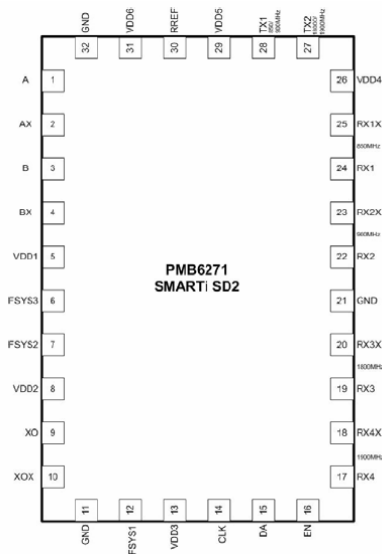 GND
VDD6
RREF
VDD5
TX1
850/
900MHz
TX2
1800/
1900MHz
32
31
30
29
28
27
A
1
26
VDD4
AX
2
25
RX1X
850MHz
B
3
24
RX1
BX
4
23
RX2X
900MHz
VDD1
5
22
RX2
PMB6271
SMARTi SD2
FSYS3
6
21
GND
FSYS2
7
20
RX3X
1800MHz
VDD2
8
19
RX3
XO
9
18
RX4X
1900MHz
XOX
10
17
RX4
11
12
13
14
15
16
GND
FSYS1
VDD3
CLK
DA
EN